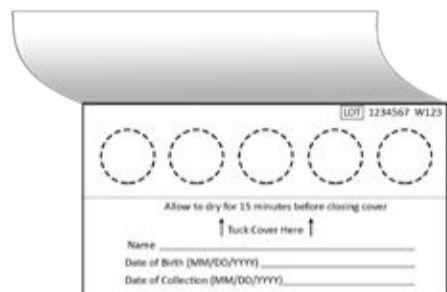 LOT 1234567 W123
Allow to dry for 15 minutes before closing cover
Tuck Cover Here
Name
Date of Birth (MM/DD/YYYY)
Date of Collection (MM/DD/YYYY)